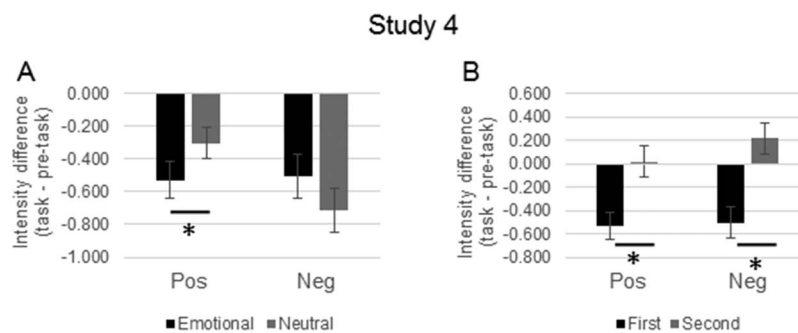 Study 4
A
Intensity difference
(task - pre-task)
0.000
-0.200
-0.400
-0.600
-0.800
-1.000
*
Pos
Neg
Emotional
Neutral
B
Intensity difference
(task - pre-task)
0.600
0.400
0.200
0.000
-0.200
-0.400
-0.600
-0.800
*
*
Pos
Neg
First
Second